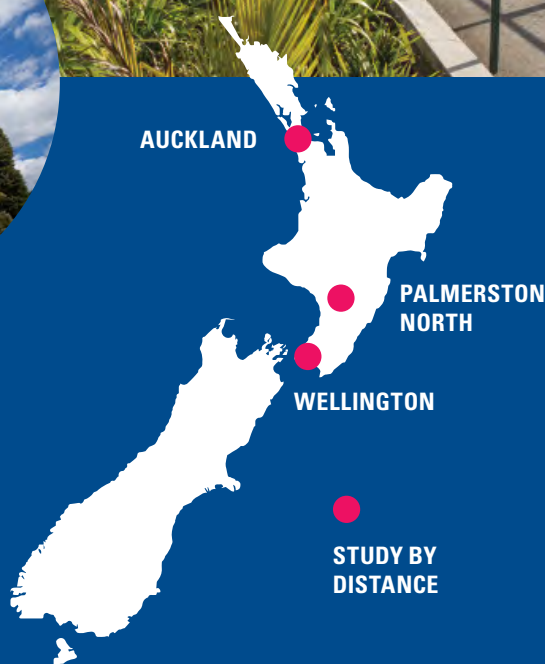 AUCKLAND
PALMERSTON
NORTH
WELLINGTON
STUDY BY
DISTANCE